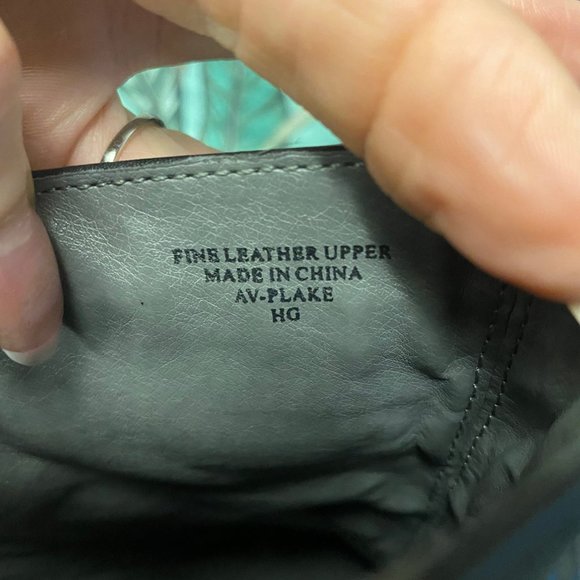 FINE LEATHER UPPER
MADE IN CHINA
AV-PLAKE
HG